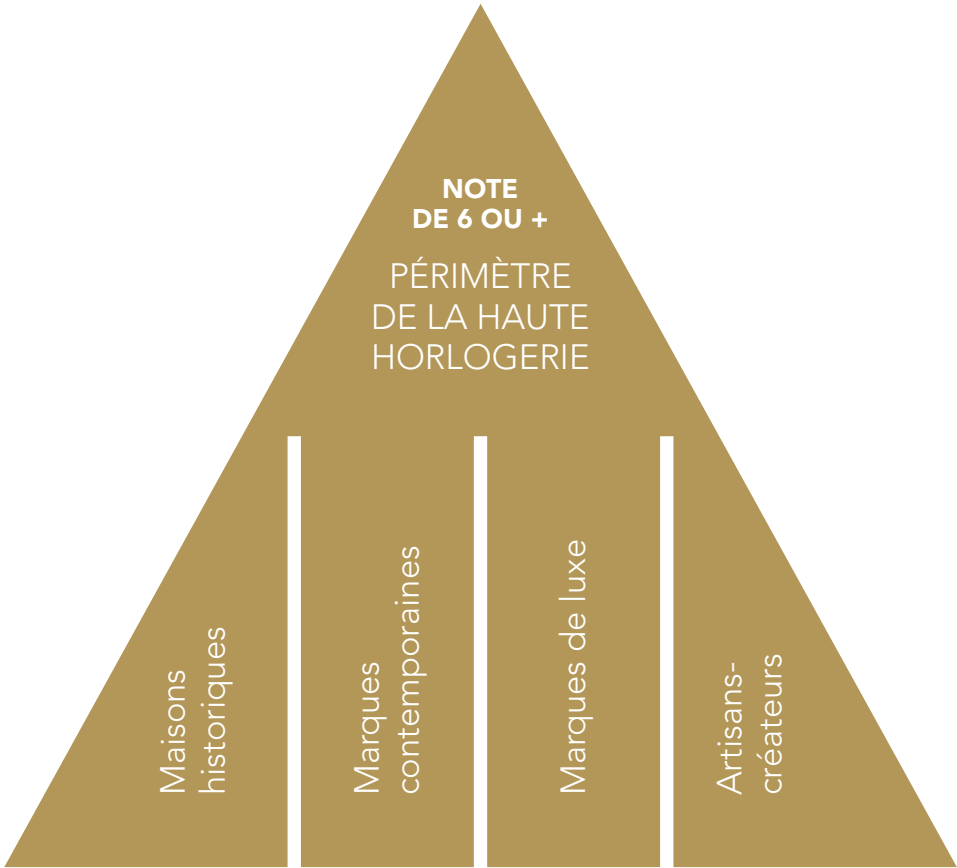 NOTE
DE 6 OU +
PÉRIMÈTRE
DE LA HAUTE
HORLOGERIE
Maisons
historiques
Marques
contemporaines
Marques de luxe
Artisans-
créateurs